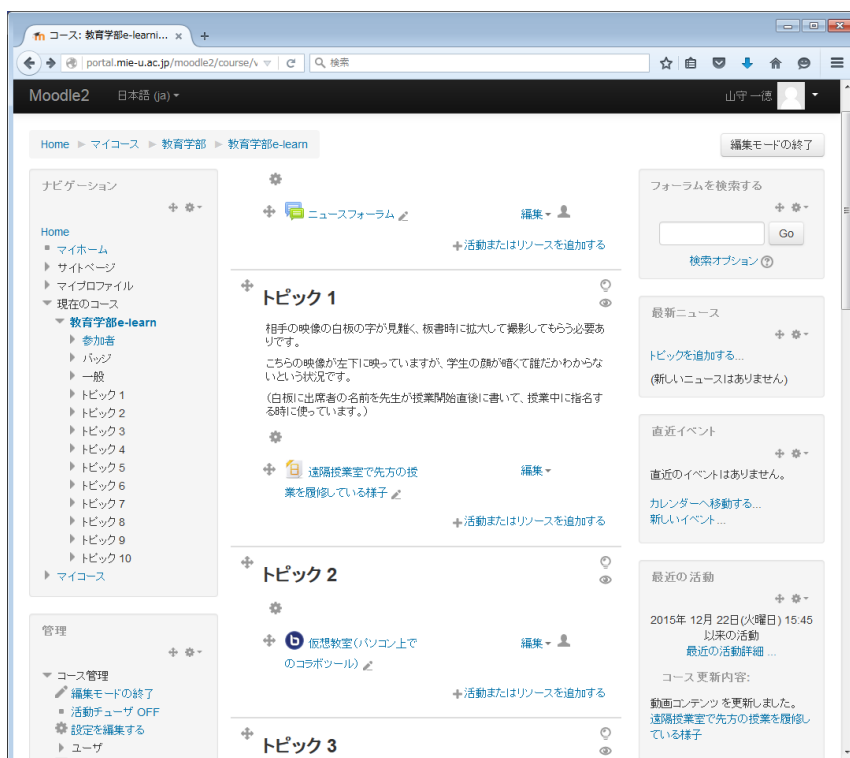 コース: 教育学部e-learni...
portal.mie-u.ac.jp/moodle2/course/v
検索
Moodle2
日本語 (ja)
山守 一徳
Home ▶ マイコース ▶ 教育学部 ▶ 教育学部e-learn
編集モードの終了
ナビゲーション
Home
マイホーム
サイトページ
マイプロファイル
現在のコース
教育学部e-learn
参加者
バッジ
一般
トピック 1
トピック 2
トピック 3
トピック 4
トピック 5
トピック 6
トピック 7
トピック 8
トピック 9
トピック 10
マイコース
管理
コース管理
編集モードの終了
活動チューザ OFF
設定を編集する
ユーザ
ニュースフォーラム
編集
活動またはリソースを追加する
トピック 1
相手の映像の白板の字が見難く、板書時に拡大して撮影してもらう必要あ
りです。
こちらの映像が左下に映っていますが、学生の顔が暗くて誰だかわからな
いという状況です。
（白板に出席者の名前を先生が授業開始直後に書いて、授業中に指名す
る時に使っています。）
遠隔授業室で先方の授
業を履修している様子
編集
活動またはリソースを追加する
トピック 2
仮想教室（パソコン上で
のコラボツール）
編集
活動またはリソースを追加する
トピック 3
フォーラムを検索する
Go
検索オプション
最新ニュース
トピックを追加する...
(新しいニュースはありません)
直近イベント
直近のイベントはありません。
カレンダーへ移動する...
新しいイベント...
最近の活動
2015年 12月 22日(火曜日) 15:45
以来の活動
最近の活動詳細 ...
コース更新内容:
動画コンテンツ を更新しました。
遠隔授業室で先方の授業を履修し
ている様子